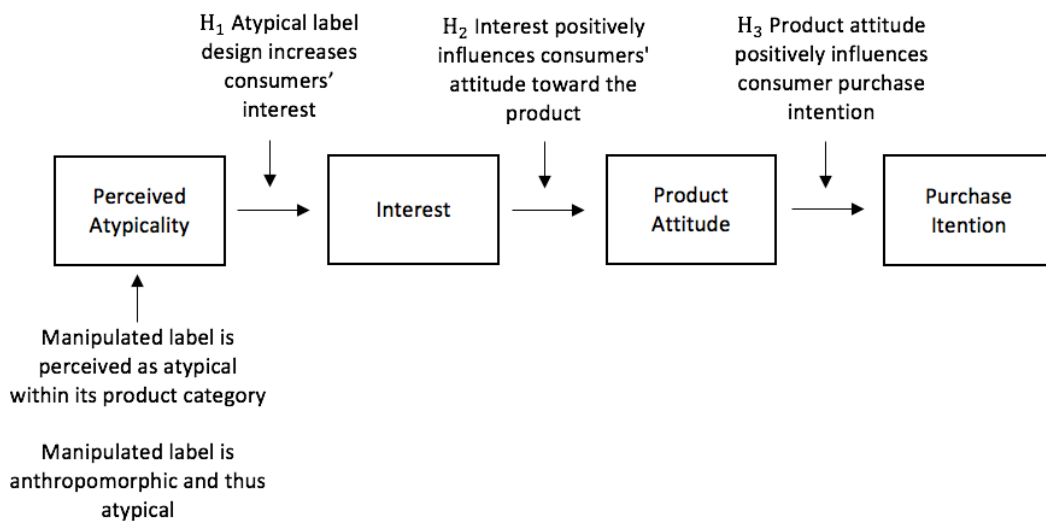 H₁ Atypical label
design increases
consumers’
interest
H₂ Interest positively
influences consumers'
attitude toward the
product
H₃ Product attitude
positively influences
consumer purchase
intention
Perceived
Atypicality
Interest
Product
Attitude
Purchase
Itention
Manipulated label is
perceived as atypical
within its product category
Manipulated label is
anthropomorphic and thus
atypical